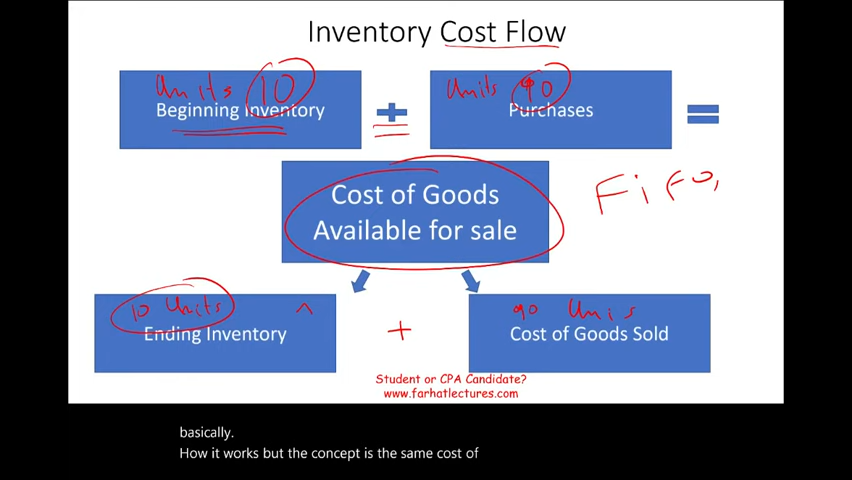 Inventory Cost Flow
Units 10
Beginning Inventory
+
Units 90
Purchases
=
Cost of Goods
Available for sale
FiFo,
10 Units
Ending Inventory
+
90 Unis
Cost of Goods Sold
Student or CPA Candidate?
www.farhatlectures.com
basically.
How it works but the concept is the same cost of